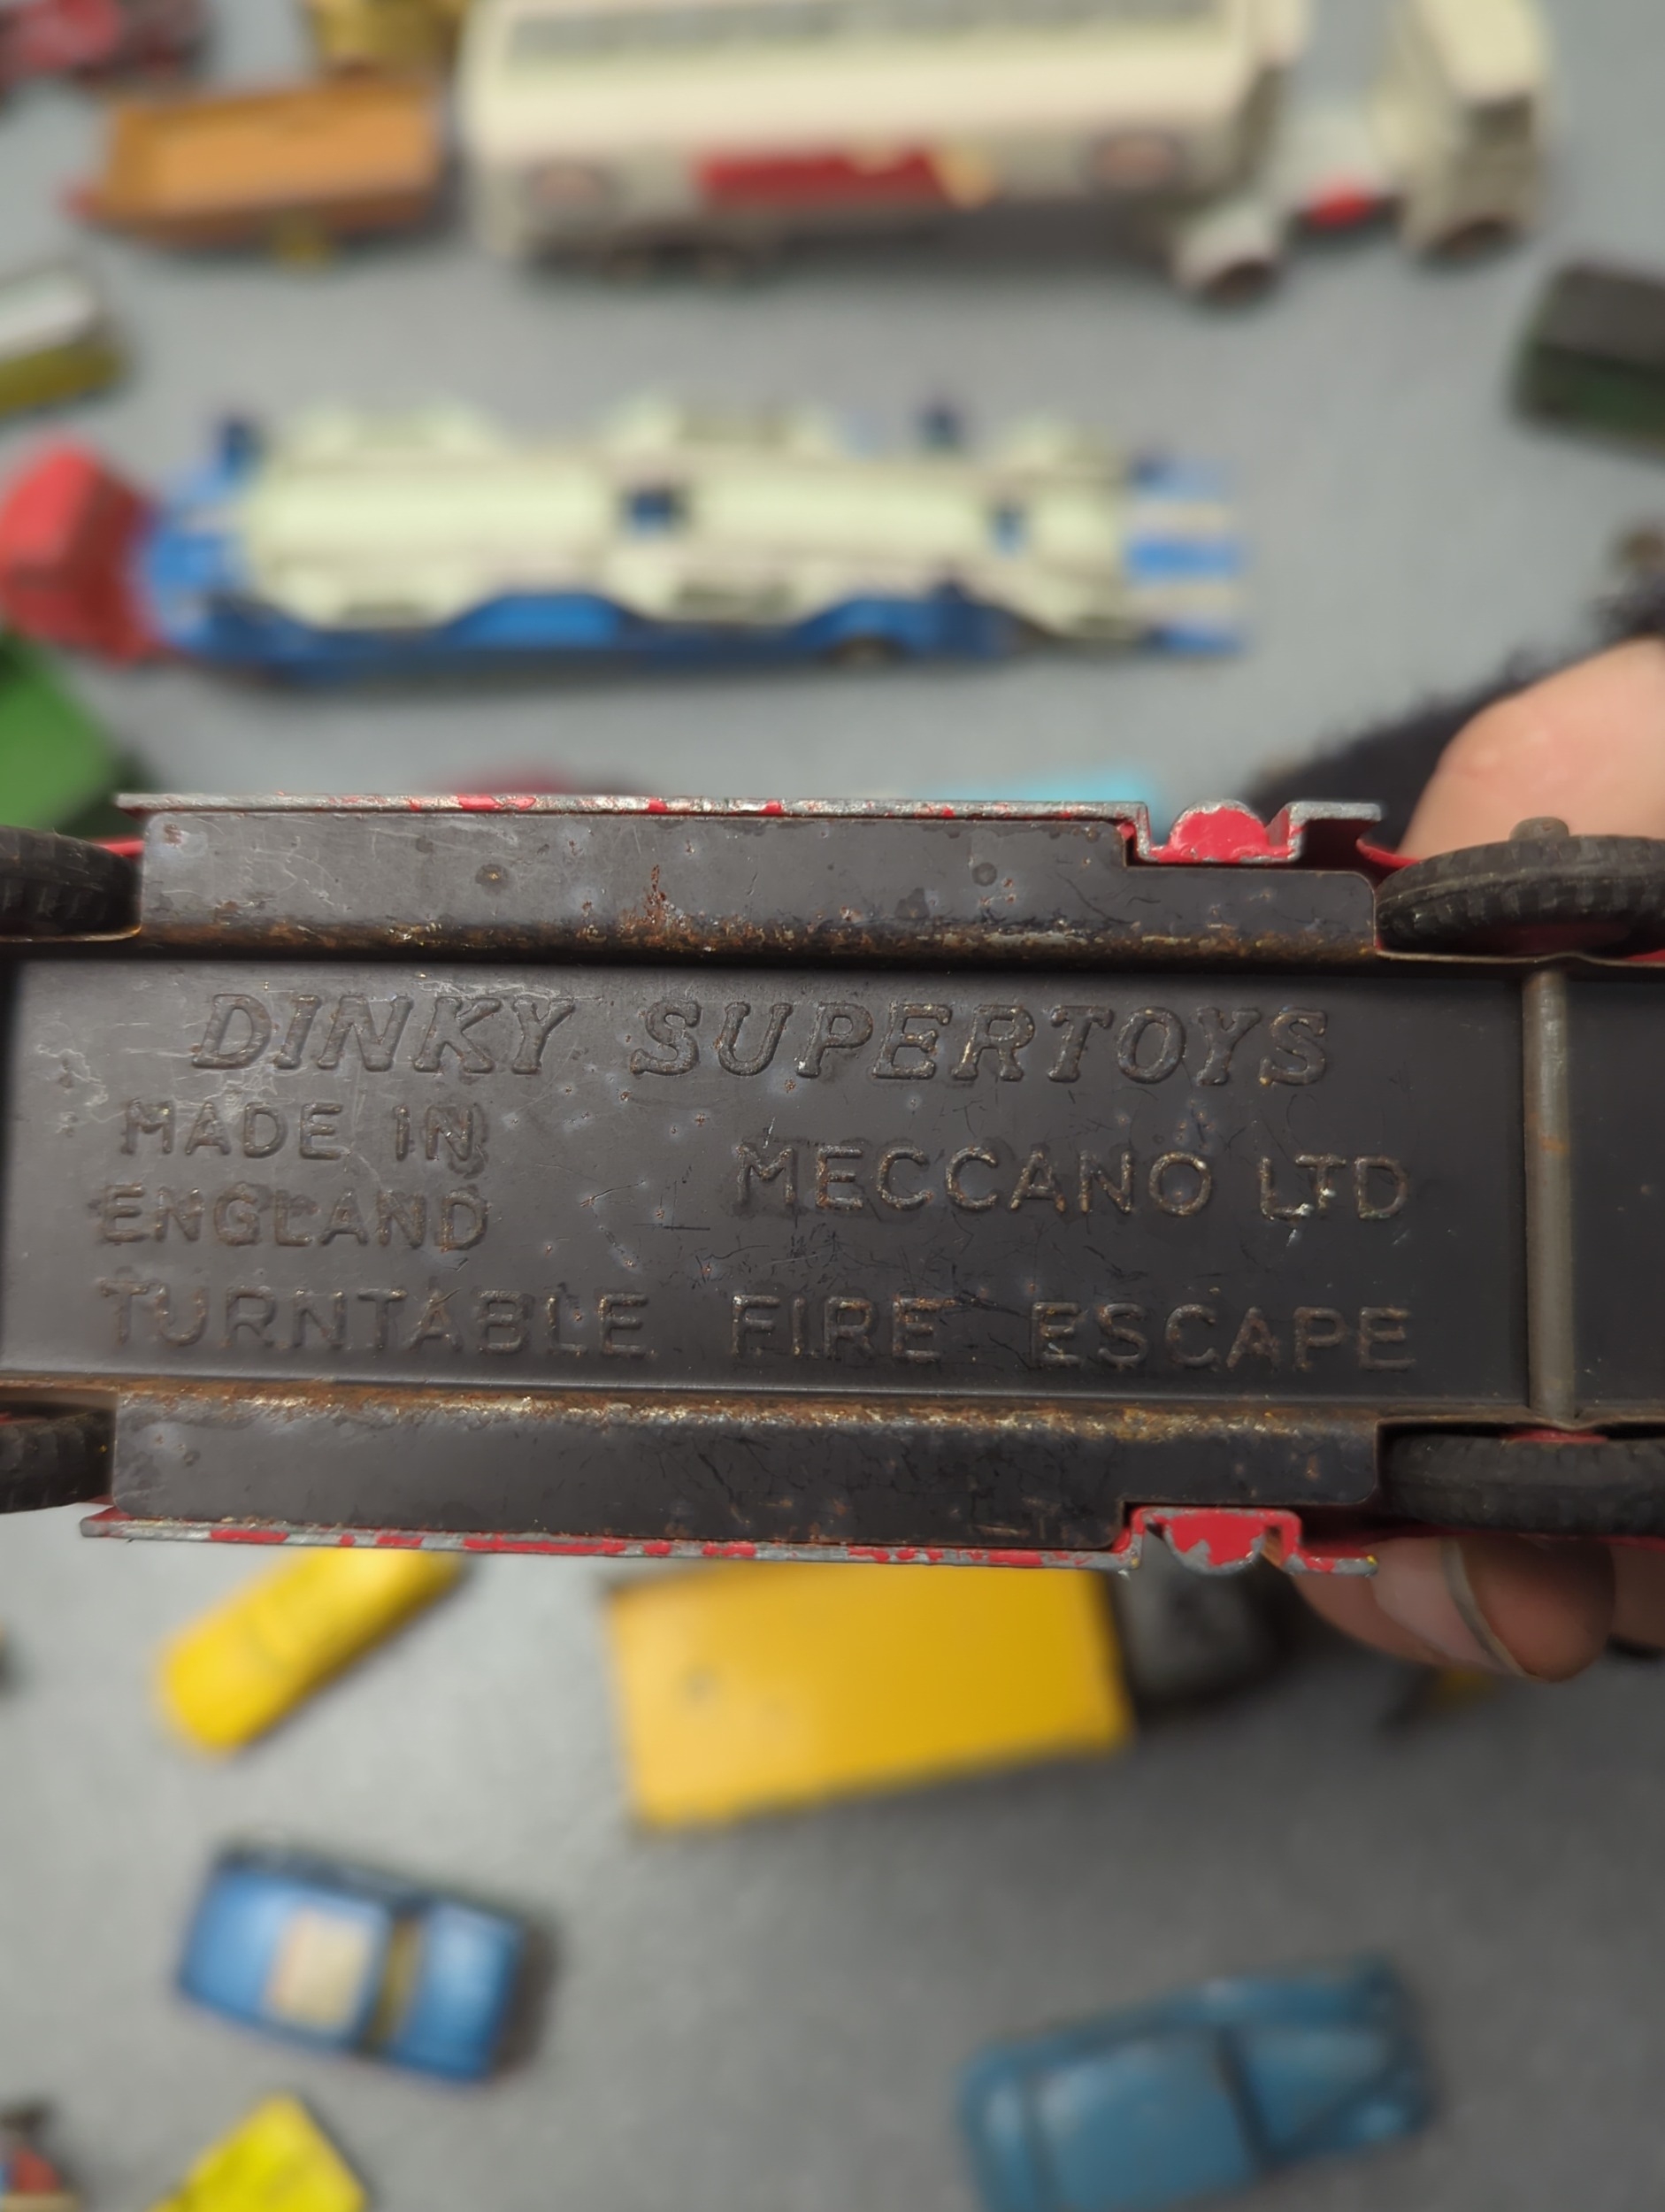 DINKY SUPERTOYS
MADE IN
ENGLAND
MECCANO LTD
TURNTABLE FIRE ESCAPE